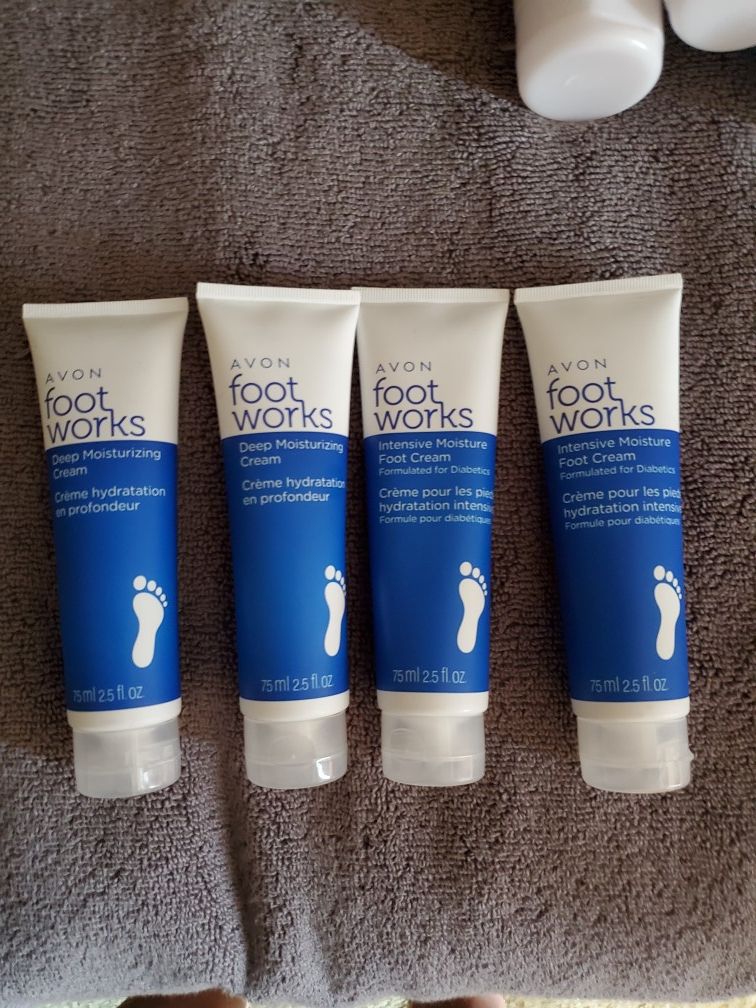 AVON
foot
works
Deep Moisturizing
Cream
Crème hydratation
en profondeur
75 ml 2.5 fl. oz.
AVON
foot
works
Deep Moisturizing
Cream
Crème hydratation
en profondeur
75 ml 2.5 fl. oz.
AVON
foot
works
Intensive Moisture
Foot Cream
Formulated for Diabetics
Crème pour les pied
hydratation intensiv
Formule pour diabétique
75 ml 2.5 fl. oz.
AVON
foot
works
Intensive Moisture
Foot Cream
Formulated for Diabetics
Crème pour les pied
hydratation intensive
Formule pour diabétiques
75 ml 2.5 fl. oz.